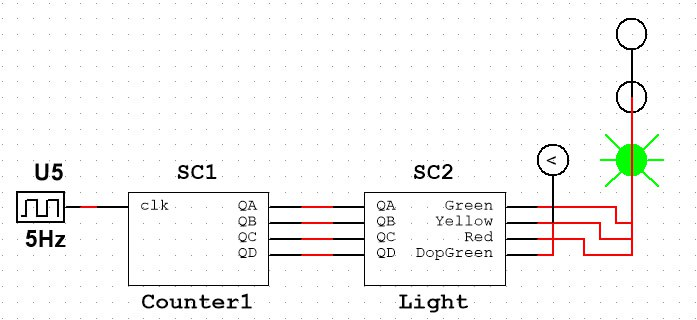 U5
5Hz
SC1
clk
QA
QB
QC
QD
Counter1
SC2
QA
QB
QC
QD
Green
Yellow
Red
DopGreen
Light
<